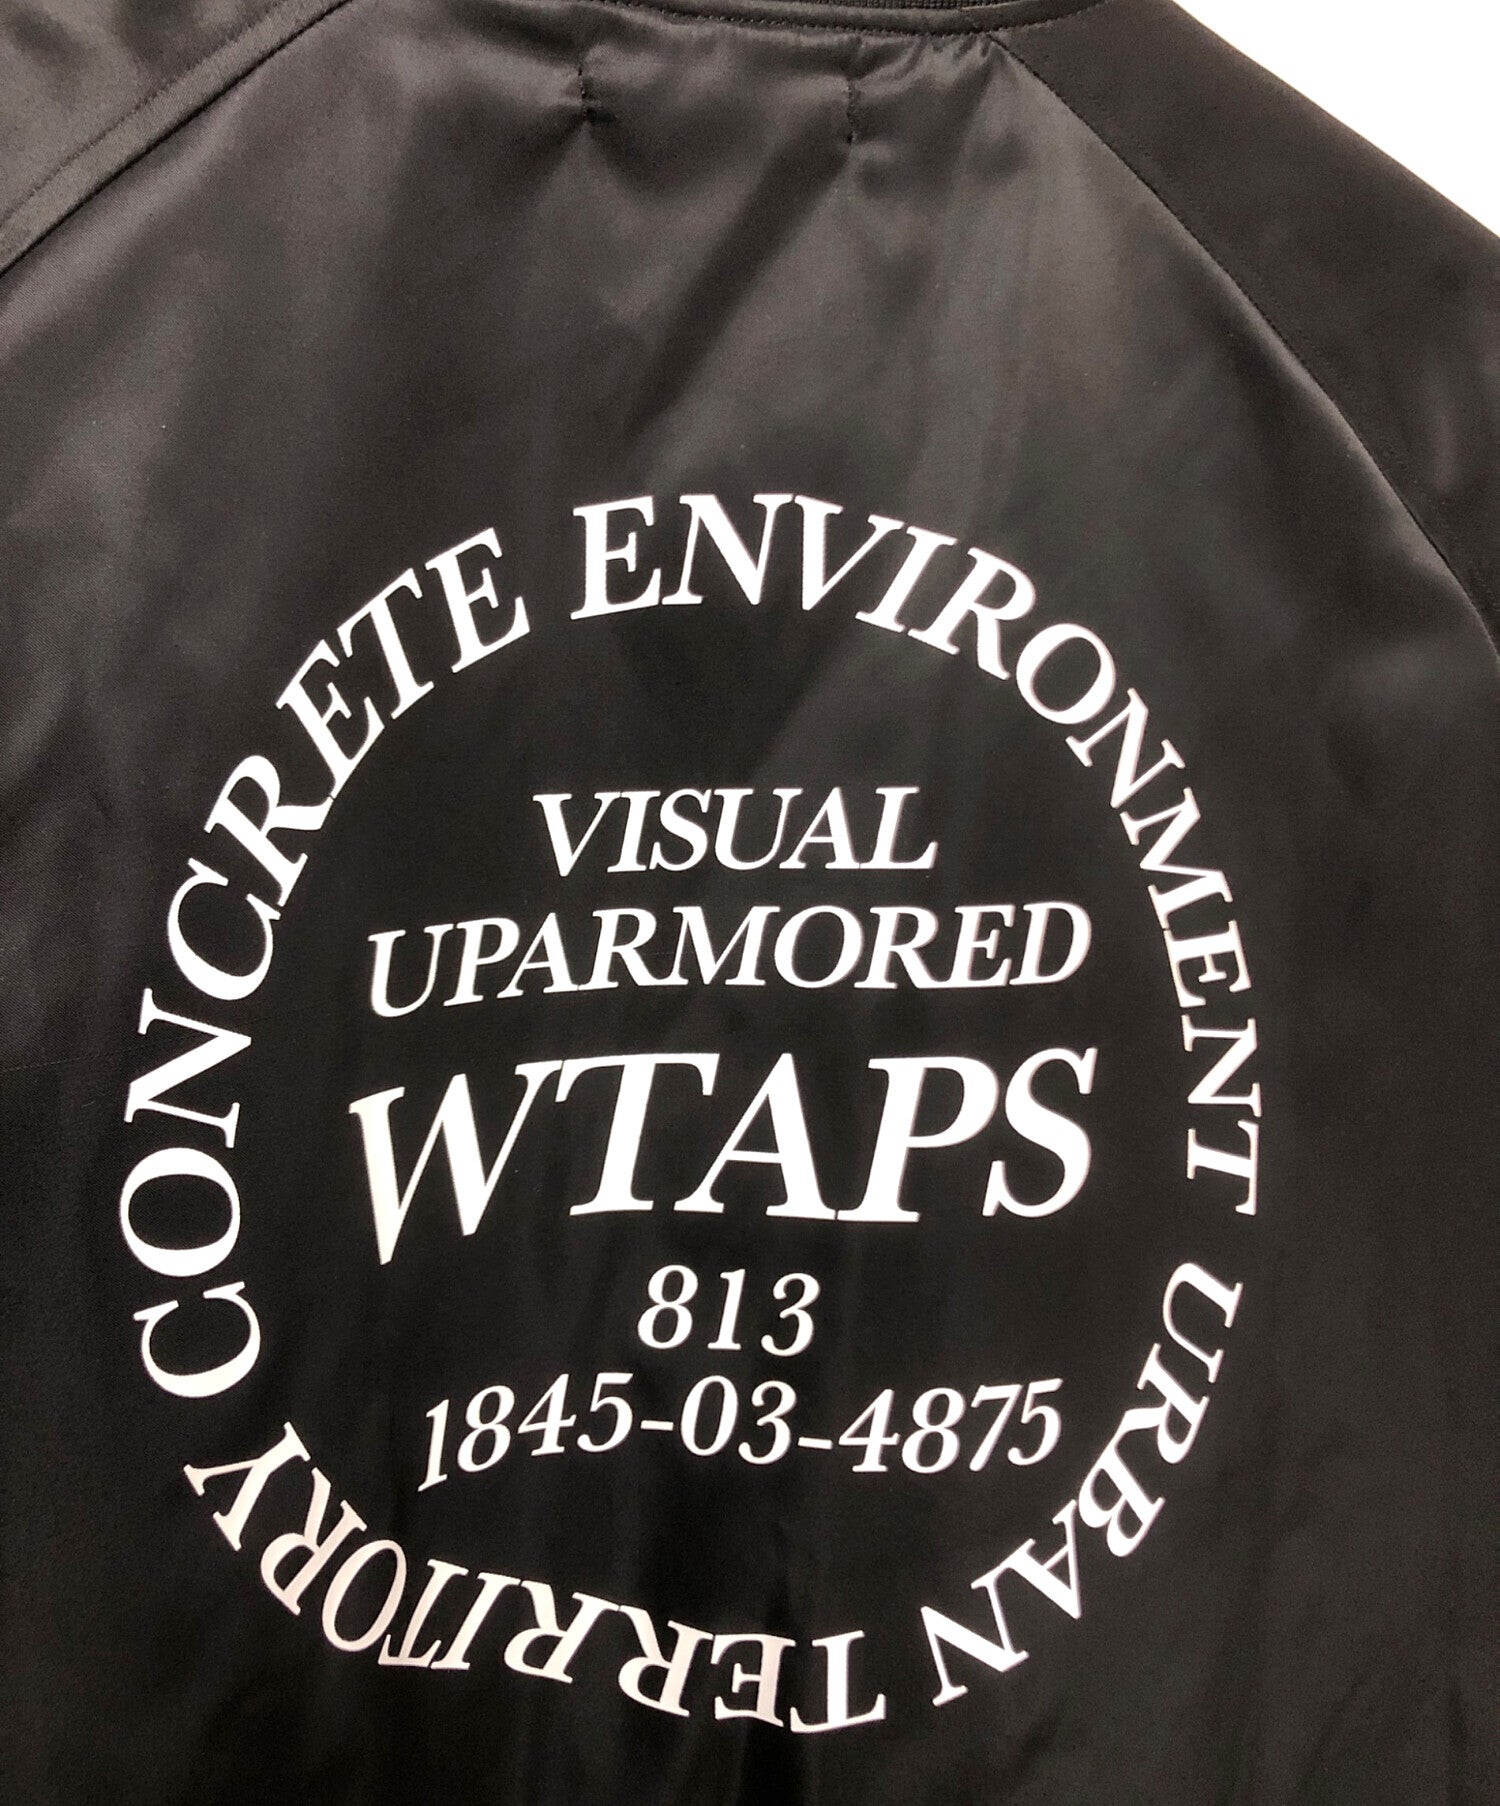 CONCRETE ENVIRONMENT URBAN TERRITORY
VISUAL
UPARMORED
WTAPS
813
1845-03-4875